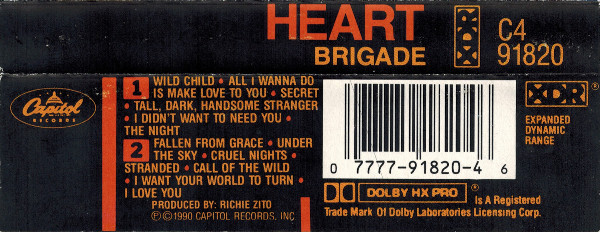 HEART
BRIGADE
XDR®
C4
91820
Capitol®
RECORDS
1 WILD CHILD • ALL I WANNA DO
IS MAKE LOVE TO YOU • SECRET
• TALL, DARK, HANDSOME STRANGER
• I DIDN'T WANT TO NEED YOU •
THE NIGHT
2 FALLEN FROM GRACE • UNDER
THE SKY • CRUEL NIGHTS •
STRANDED • CALL OF THE WILD
• I WANT YOUR WORLD TO TURN •
I LOVE YOU
PRODUCED BY: RICHIE ZITO
©1990 CAPITOL RECORDS, INC
0 7777-91820-4 6
XDR®
EXPANDED
DYNAMIC
RANGE
DOLBY HX PRO® Is A Registered
Trade Mark Of Dolby Laboratories Licensing Corp.